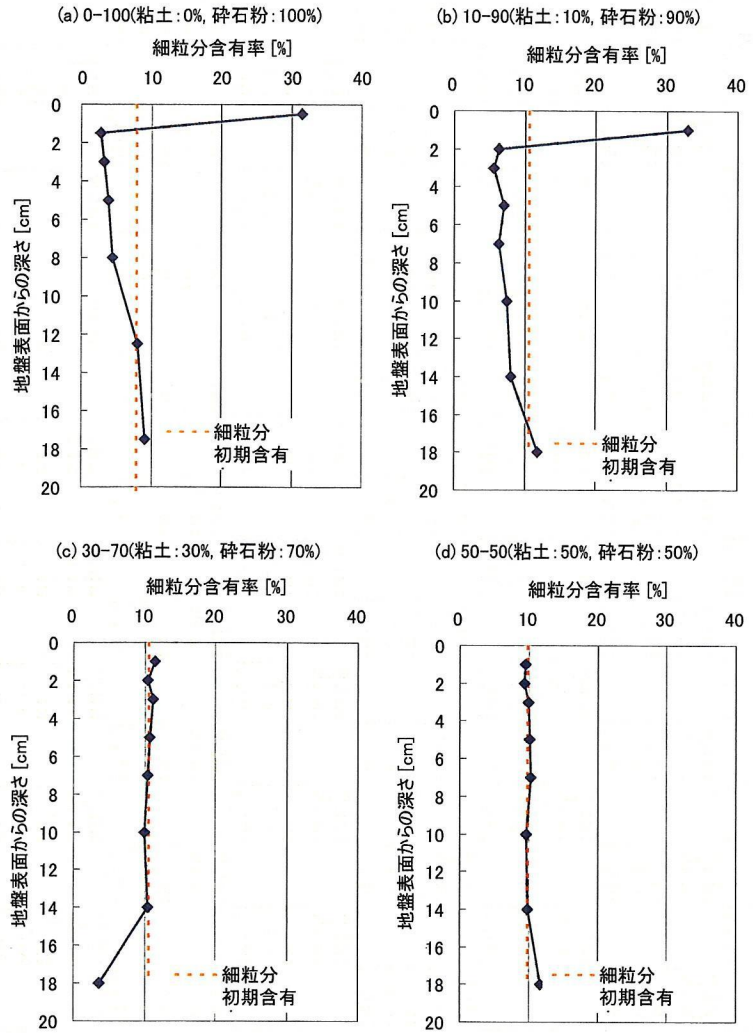 (a) 0-100(粘土:0%, 砕石粉:100%)
細粒分含有率 [%]
0 10 20 30 40
0
2
4
6
8
10
12
14
16
18
20
地盤表面からの深さ [cm]
細粒分
初期含有
(b) 10-90(粘土:10%, 砕石粉:90%)
細粒分含有率 [%]
0 10 20 30 40
0
2
4
6
8
10
12
14
16
18
20
地盤表面からの深さ [cm]
細粒分
初期含有
(c) 30-70(粘土:30%, 砕石粉:70%)
細粒分含有率 [%]
0 10 20 30 40
0
2
4
6
8
10
12
14
16
18
20
地盤表面からの深さ [cm]
細粒分
初期含有
(d) 50-50(粘土:50%, 砕石粉:50%)
細粒分含有率 [%]
0 10 20 30 40
0
2
4
6
8
10
12
14
16
18
20
地盤表面からの深さ [cm]
細粒分
初期含有